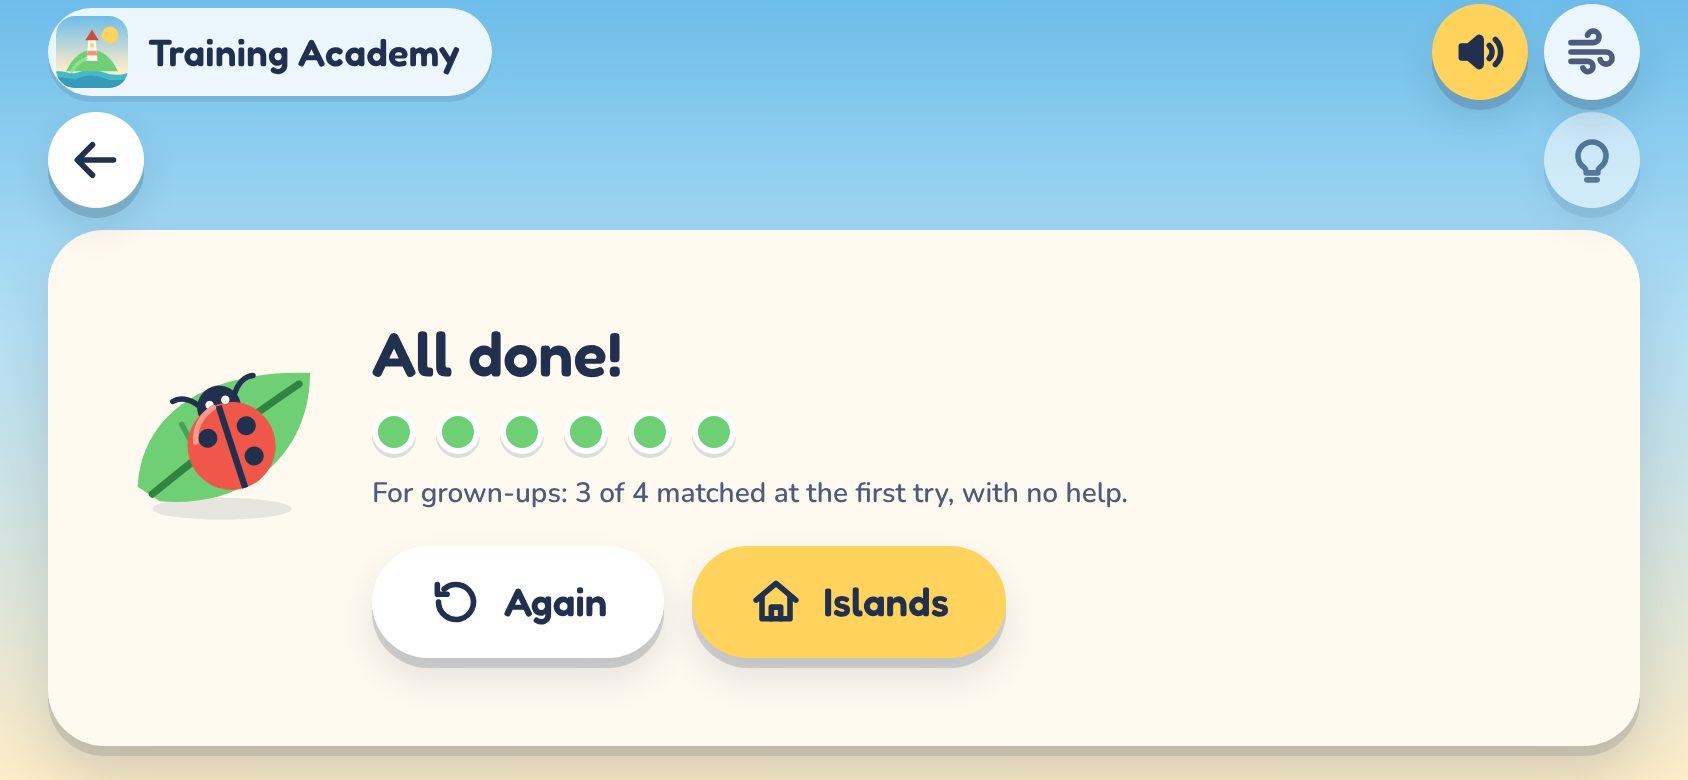 Training Academy
All done!
For grown-ups: 3 of 4 matched at the first try, with no help.
Again
Islands